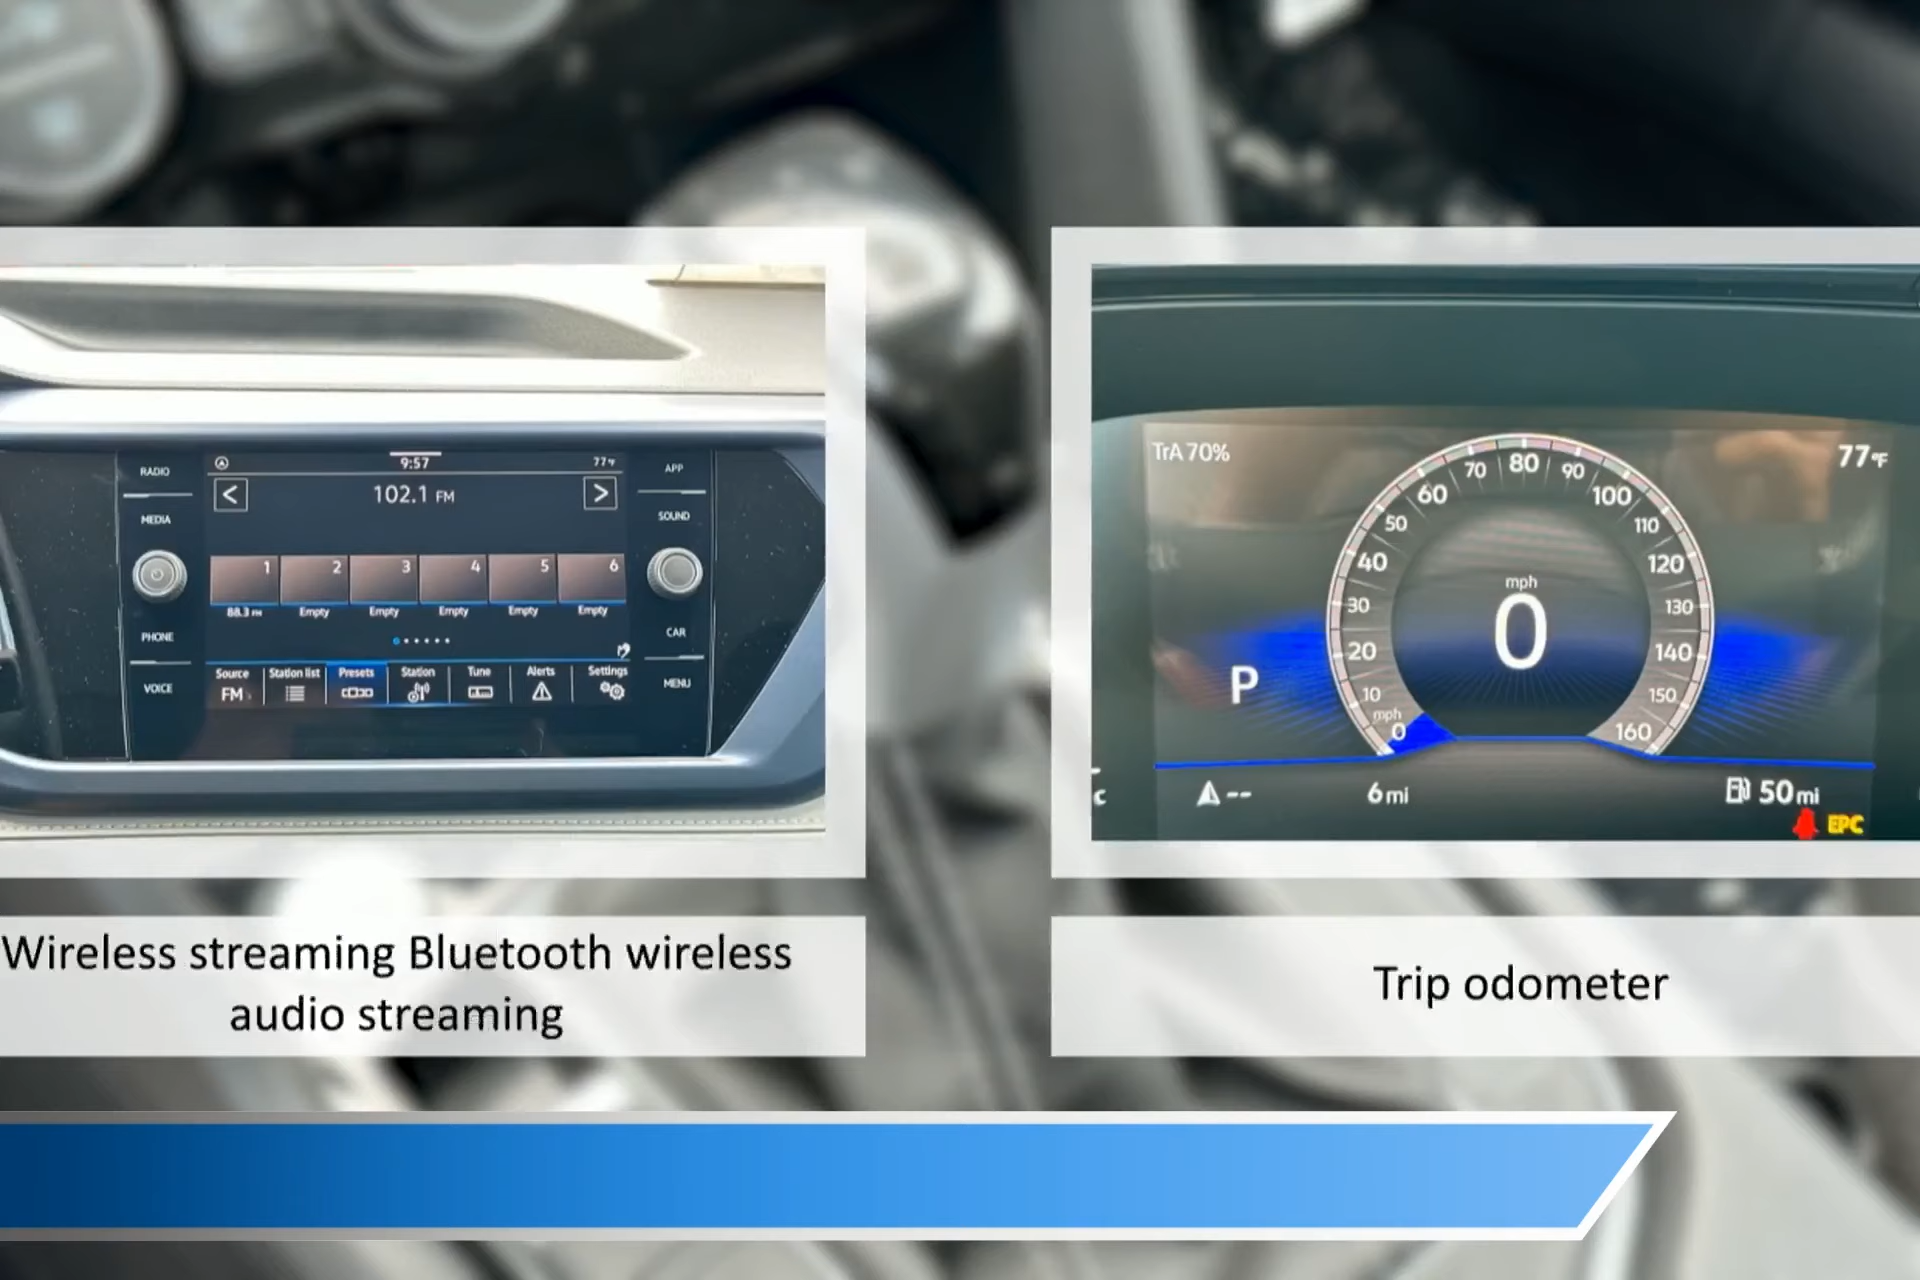 RADIO
MEDIA
PHONE
VOICE
9:57
77°F
<
102.1 FM
>
1
2
3
4
5
6
88.3 FM
Empty
Empty
Empty
Empty
Empty
Source
FM
Station list
Presets
Station
Tune
Alerts
Settings
APP
SOUND
CAR
MENU
Wireless streaming Bluetooth wireless
audio streaming
TrA 70%
77°F
0
10
20
30
40
50
60
70
80
90
100
110
120
130
140
150
160
mph
mph
0
P
c
--
6 mi
50 mi
EPC
Trip odometer